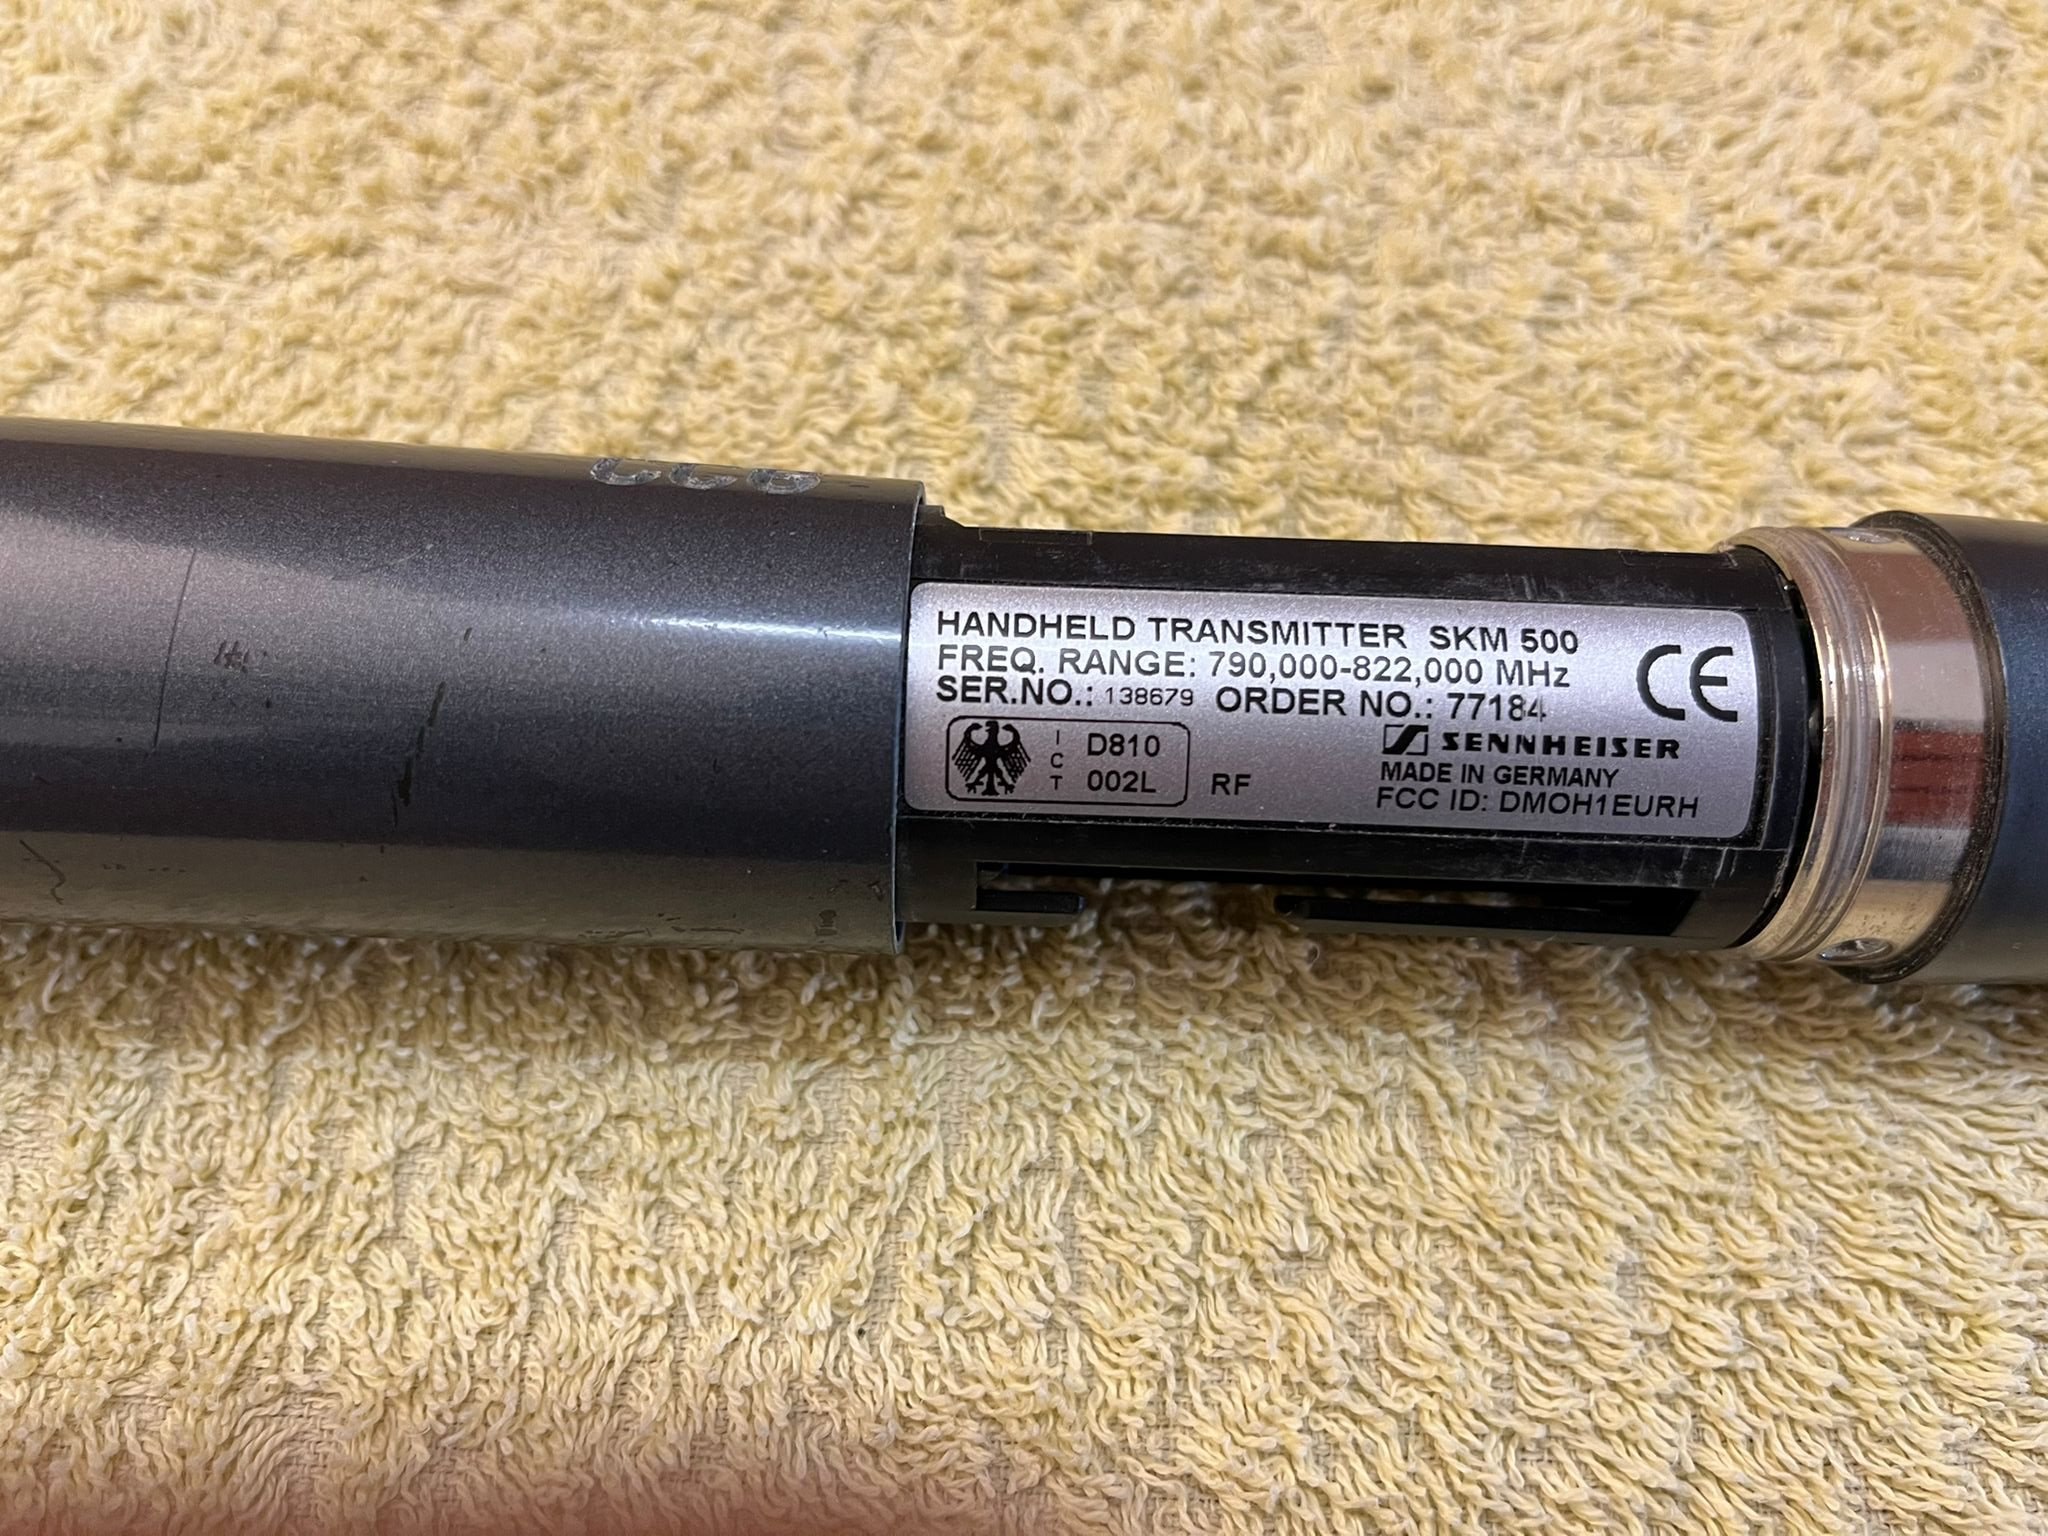 HANDHELD TRANSMITTER SKM 500
FREQ. RANGE: 790,000-822,000 MHz
SER.NO.: 138679 ORDER NO.: 77184
CE
ICT
D810
002L
RF
SENNHEISER
MADE IN GERMANY
FCC ID: DMOH1EURH